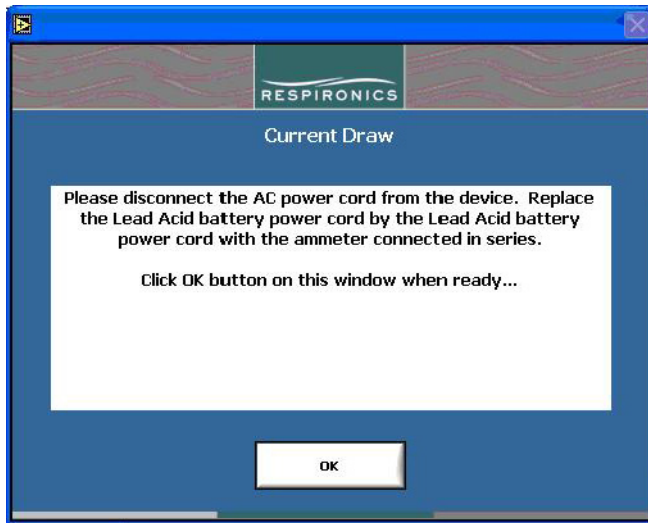 RESPIRONICS
Current Draw
Please disconnect the AC power cord from the device. Replace
the Lead Acid battery power cord by the Lead Acid battery
power cord with the ammeter connected in series.
Click OK button on this window when ready...
OK